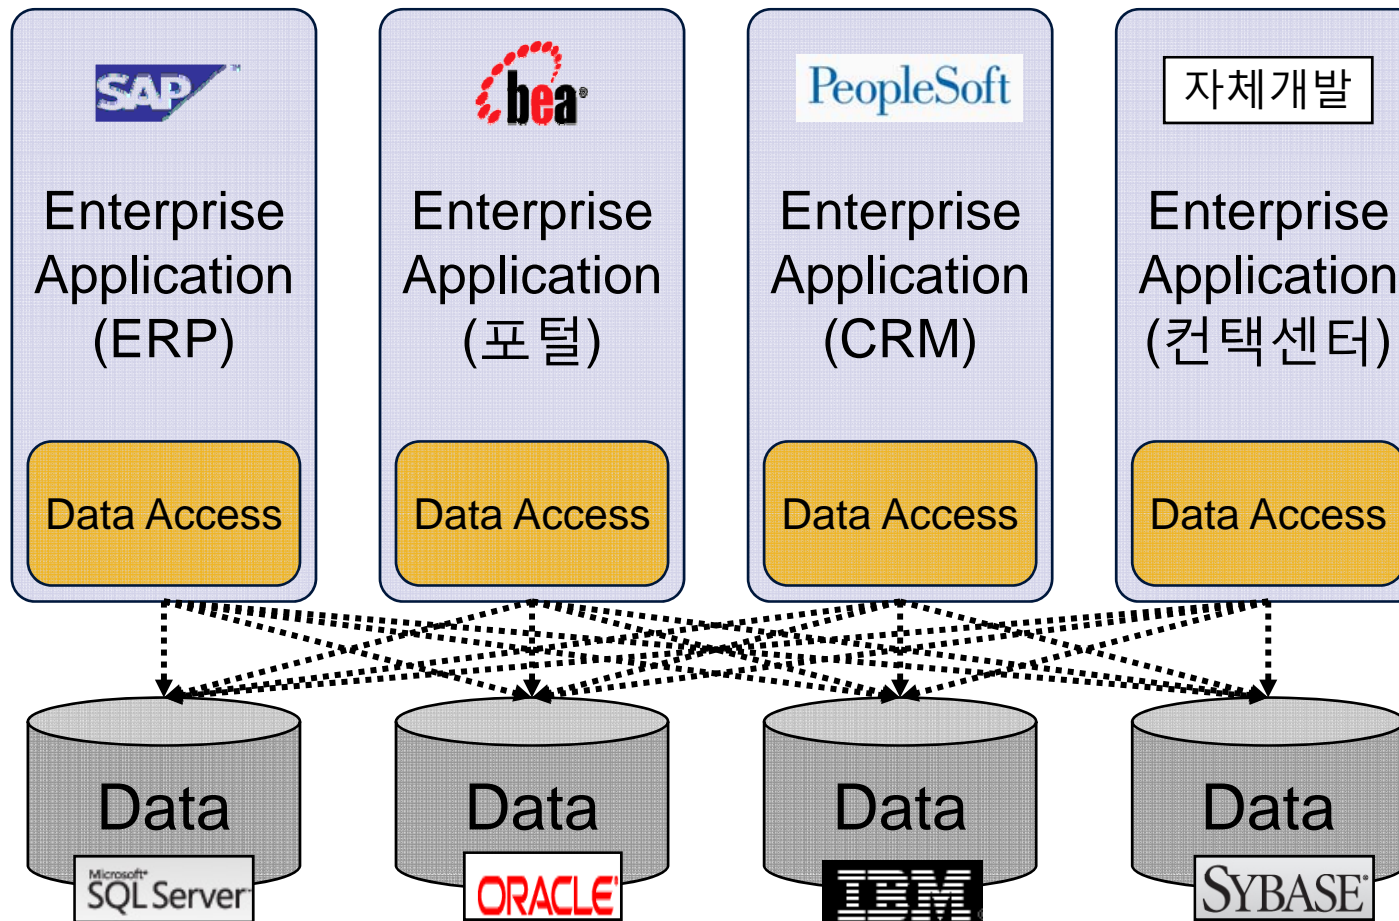 SAP
TM
bea®
PeopleSoft
자체개발
Enterprise
Application
(ERP)
Enterprise
Application
(포털)
Enterprise
Application
(CRM)
Enterprise
Application
(컨택센터)
Data Access
Data Access
Data Access
Data Access
Data
Data
Data
Data
Microsoft®
SQL Server
ORACLE
IBM
SYBASE®